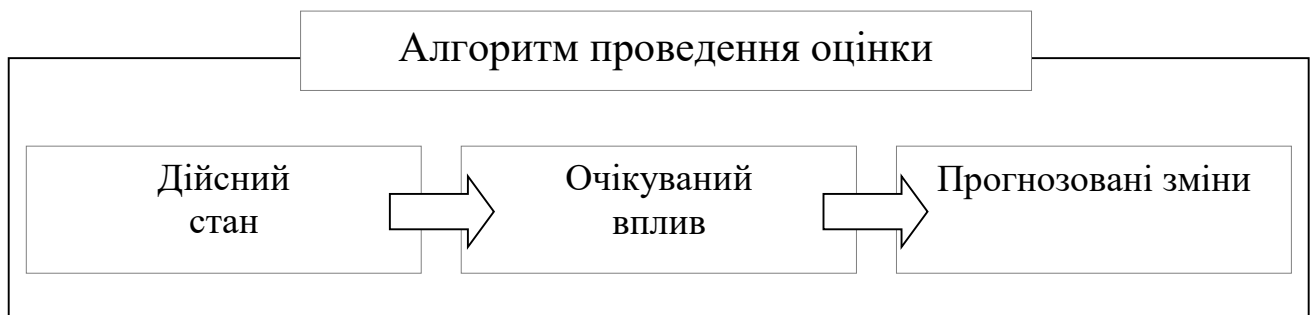 Алгоритм проведення оцінки
Дійсний
стан
Очікуваний
вплив
Прогнозовані зміни